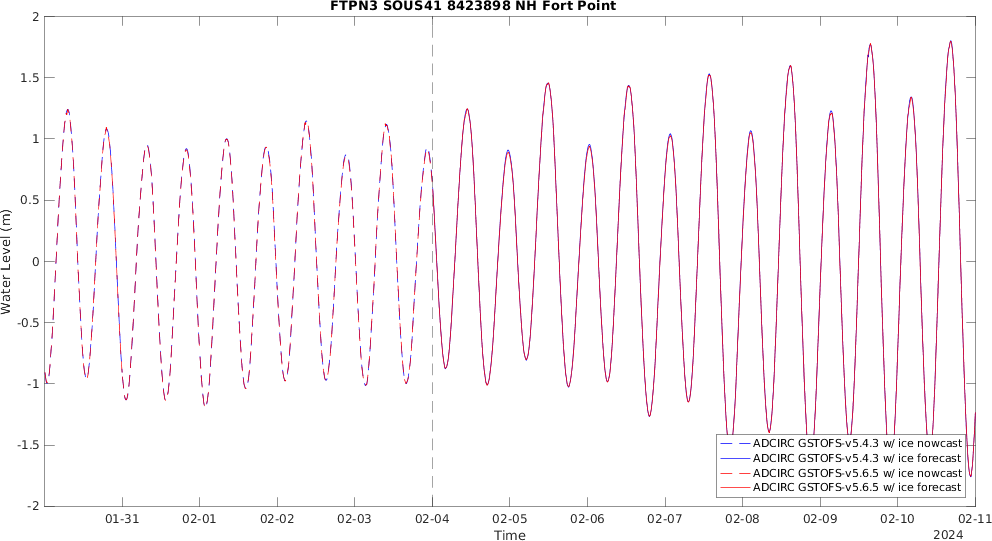 FTPN3 SOUS41 8423898 NH Fort Point
2
1.5
1
0.5
0
-0.5
-1
-1.5
-2
Water Level (m)
ADCIRC GSTOFS-v5.4.3 w/ ice nowcast
ADCIRC GSTOFS-v5.4.3 w/ ice forecast
ADCIRC GSTOFS-v5.6.5 w/ ice nowcast
ADCIRC GSTOFS-v5.6.5 w/ ice forecast
01-31 02-01 02-02 02-03 02-04 02-05 02-06 02-07 02-08 02-09 02-10 02-11
Time
2024